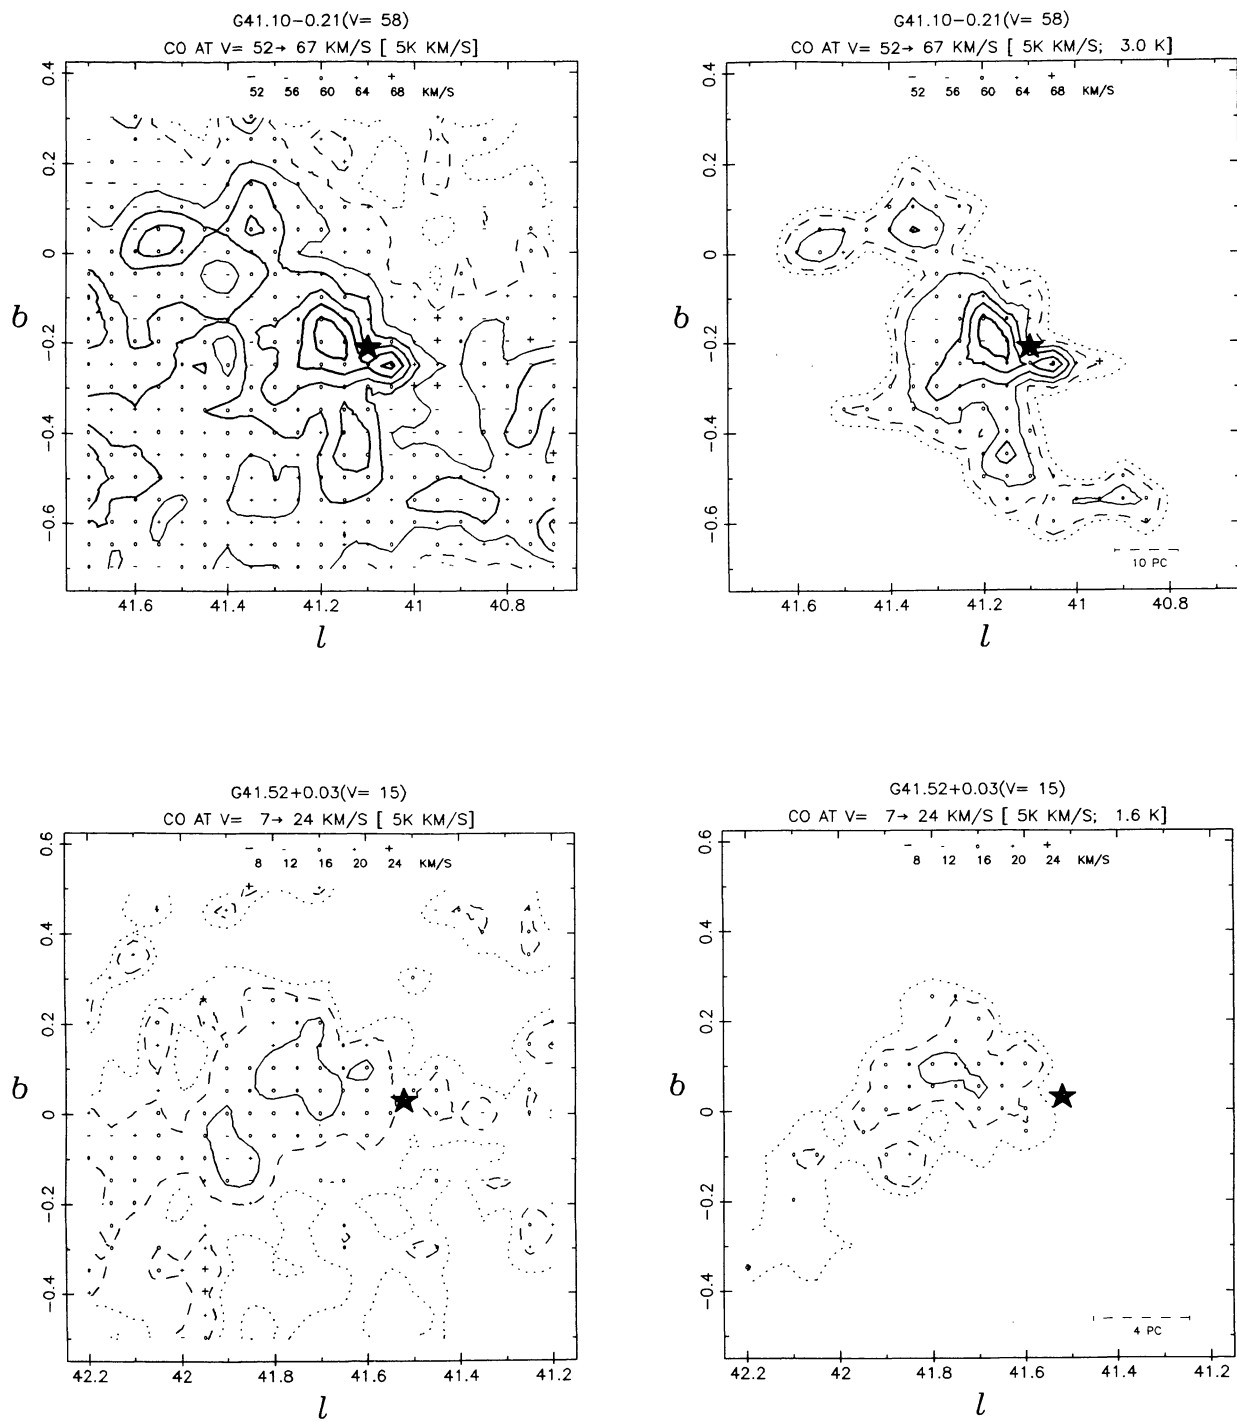 G41.10−0.21(V= 58)
CO AT V= 52→ 67 KM/S [ 5K KM/S]
− - o + +
52 56 60 64 68 KM/S
0.4
0.2
0
−0.2
−0.4
−0.6
b
41.6 41.4 41.2 41 40.8
l
G41.10−0.21(V= 58)
CO AT V= 52→ 67 KM/S [ 5K KM/S; 3.0 K]
− - o + +
52 56 60 64 68 KM/S
0.4
0.2
0
−0.2
−0.4
−0.6
b
10 PC
41.6 41.4 41.2 41 40.8
l
G41.52+0.03(V= 15)
CO AT V= 7→ 24 KM/S [ 5K KM/S]
− - o + +
8 12 16 20 24 KM/S
0.6
0.4
0.2
0
−0.2
−0.4
b
42.2 42 41.8 41.6 41.4 41.2
l
G41.52+0.03(V= 15)
CO AT V= 7→ 24 KM/S [ 5K KM/S; 1.6 K]
− - o + +
8 12 16 20 24 KM/S
0.6
0.4
0.2
0
−0.2
−0.4
b
4 PC
42.2 42 41.8 41.6 41.4 41.2
l